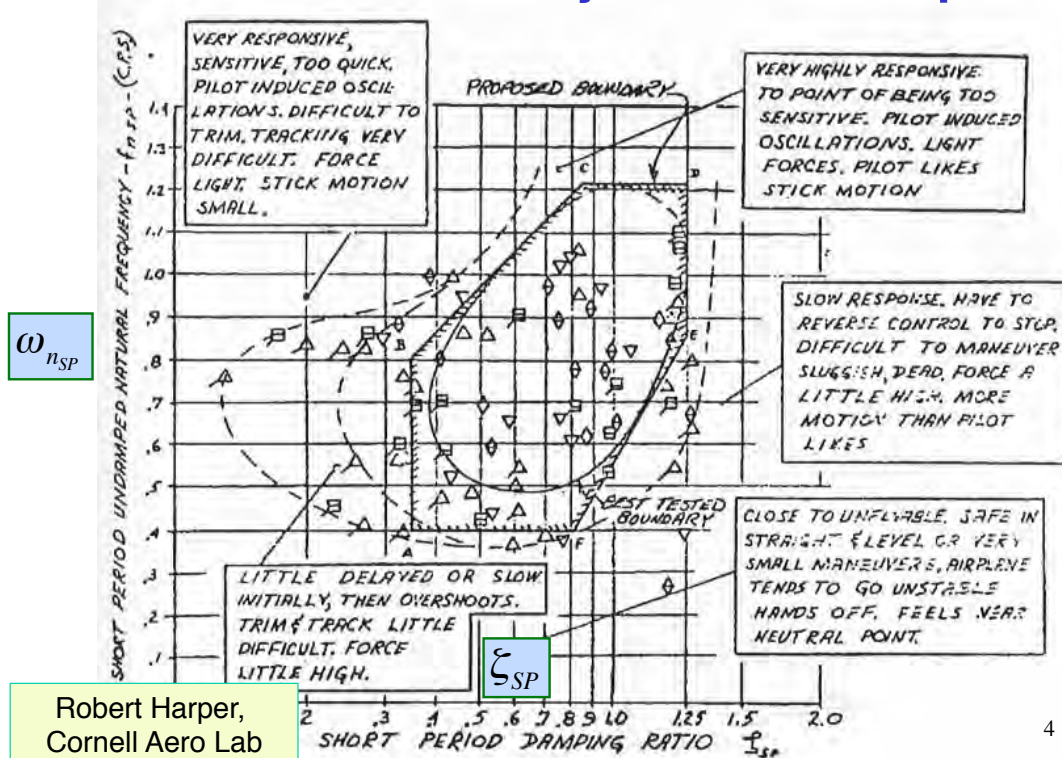 VERY RESPONSIVE,
SENSITIVE, TOO QUICK.
PILOT INDUCED OSCIL-
LATIONS. DIFFICULT TO
TRIM, TRACKING VERY
DIFFICULT. FORCE
LIGHT. STICK MOTION
SMALL.
PROPOSED BOUNDARY
VERY HIGHLY RESPONSIVE
TO POINT OF BEING TOO
SENSITIVE. PILOT INDUCED
OSCILLATIONS. LIGHT
FORCES. PILOT LIKES
STICK MOTION
SLOW RESPONSE. HAVE TO
REVERSE CONTROL TO STOP.
DIFFICULT TO MANEUVER
SLUGGISH, DEAD. FORCE A
LITTLE HIGH. MORE
MOTION THAN PILOT
LIKES
BEST TESTED
BOUNDARY
CLOSE TO UNFLYABLE. SAFE IN
STRAIGHT & LEVEL OR VERY
SMALL MANEUVERS, AIRPLANE
TENDS TO GO UNSTABLE
HANDS OFF. FEELS NEAR
NEUTRAL POINT.
LITTLE DELAYED OR SLOW
INITIALLY, THEN OVERSHOOTS.
TRIM & TRACK LITTLE
DIFFICULT. FORCE
LITTLE HIGH.
SHORT PERIOD UNDAMPED NATURAL FREQUENCY - fn SP - (C.P.S)
1.4
1.3
1.2
1.1
1.0
.9
.8
.7
.6
.5
.4
.3
.2
.1
C
D
B
E
A
F
ωnSP
ζSP
.2 .3 .4 .5 .6 .7 .8 .9 1.0 1.25 1.5 2.0
SHORT PERIOD DAMPING RATIO ζSP
Robert Harper,
Cornell Aero Lab
4